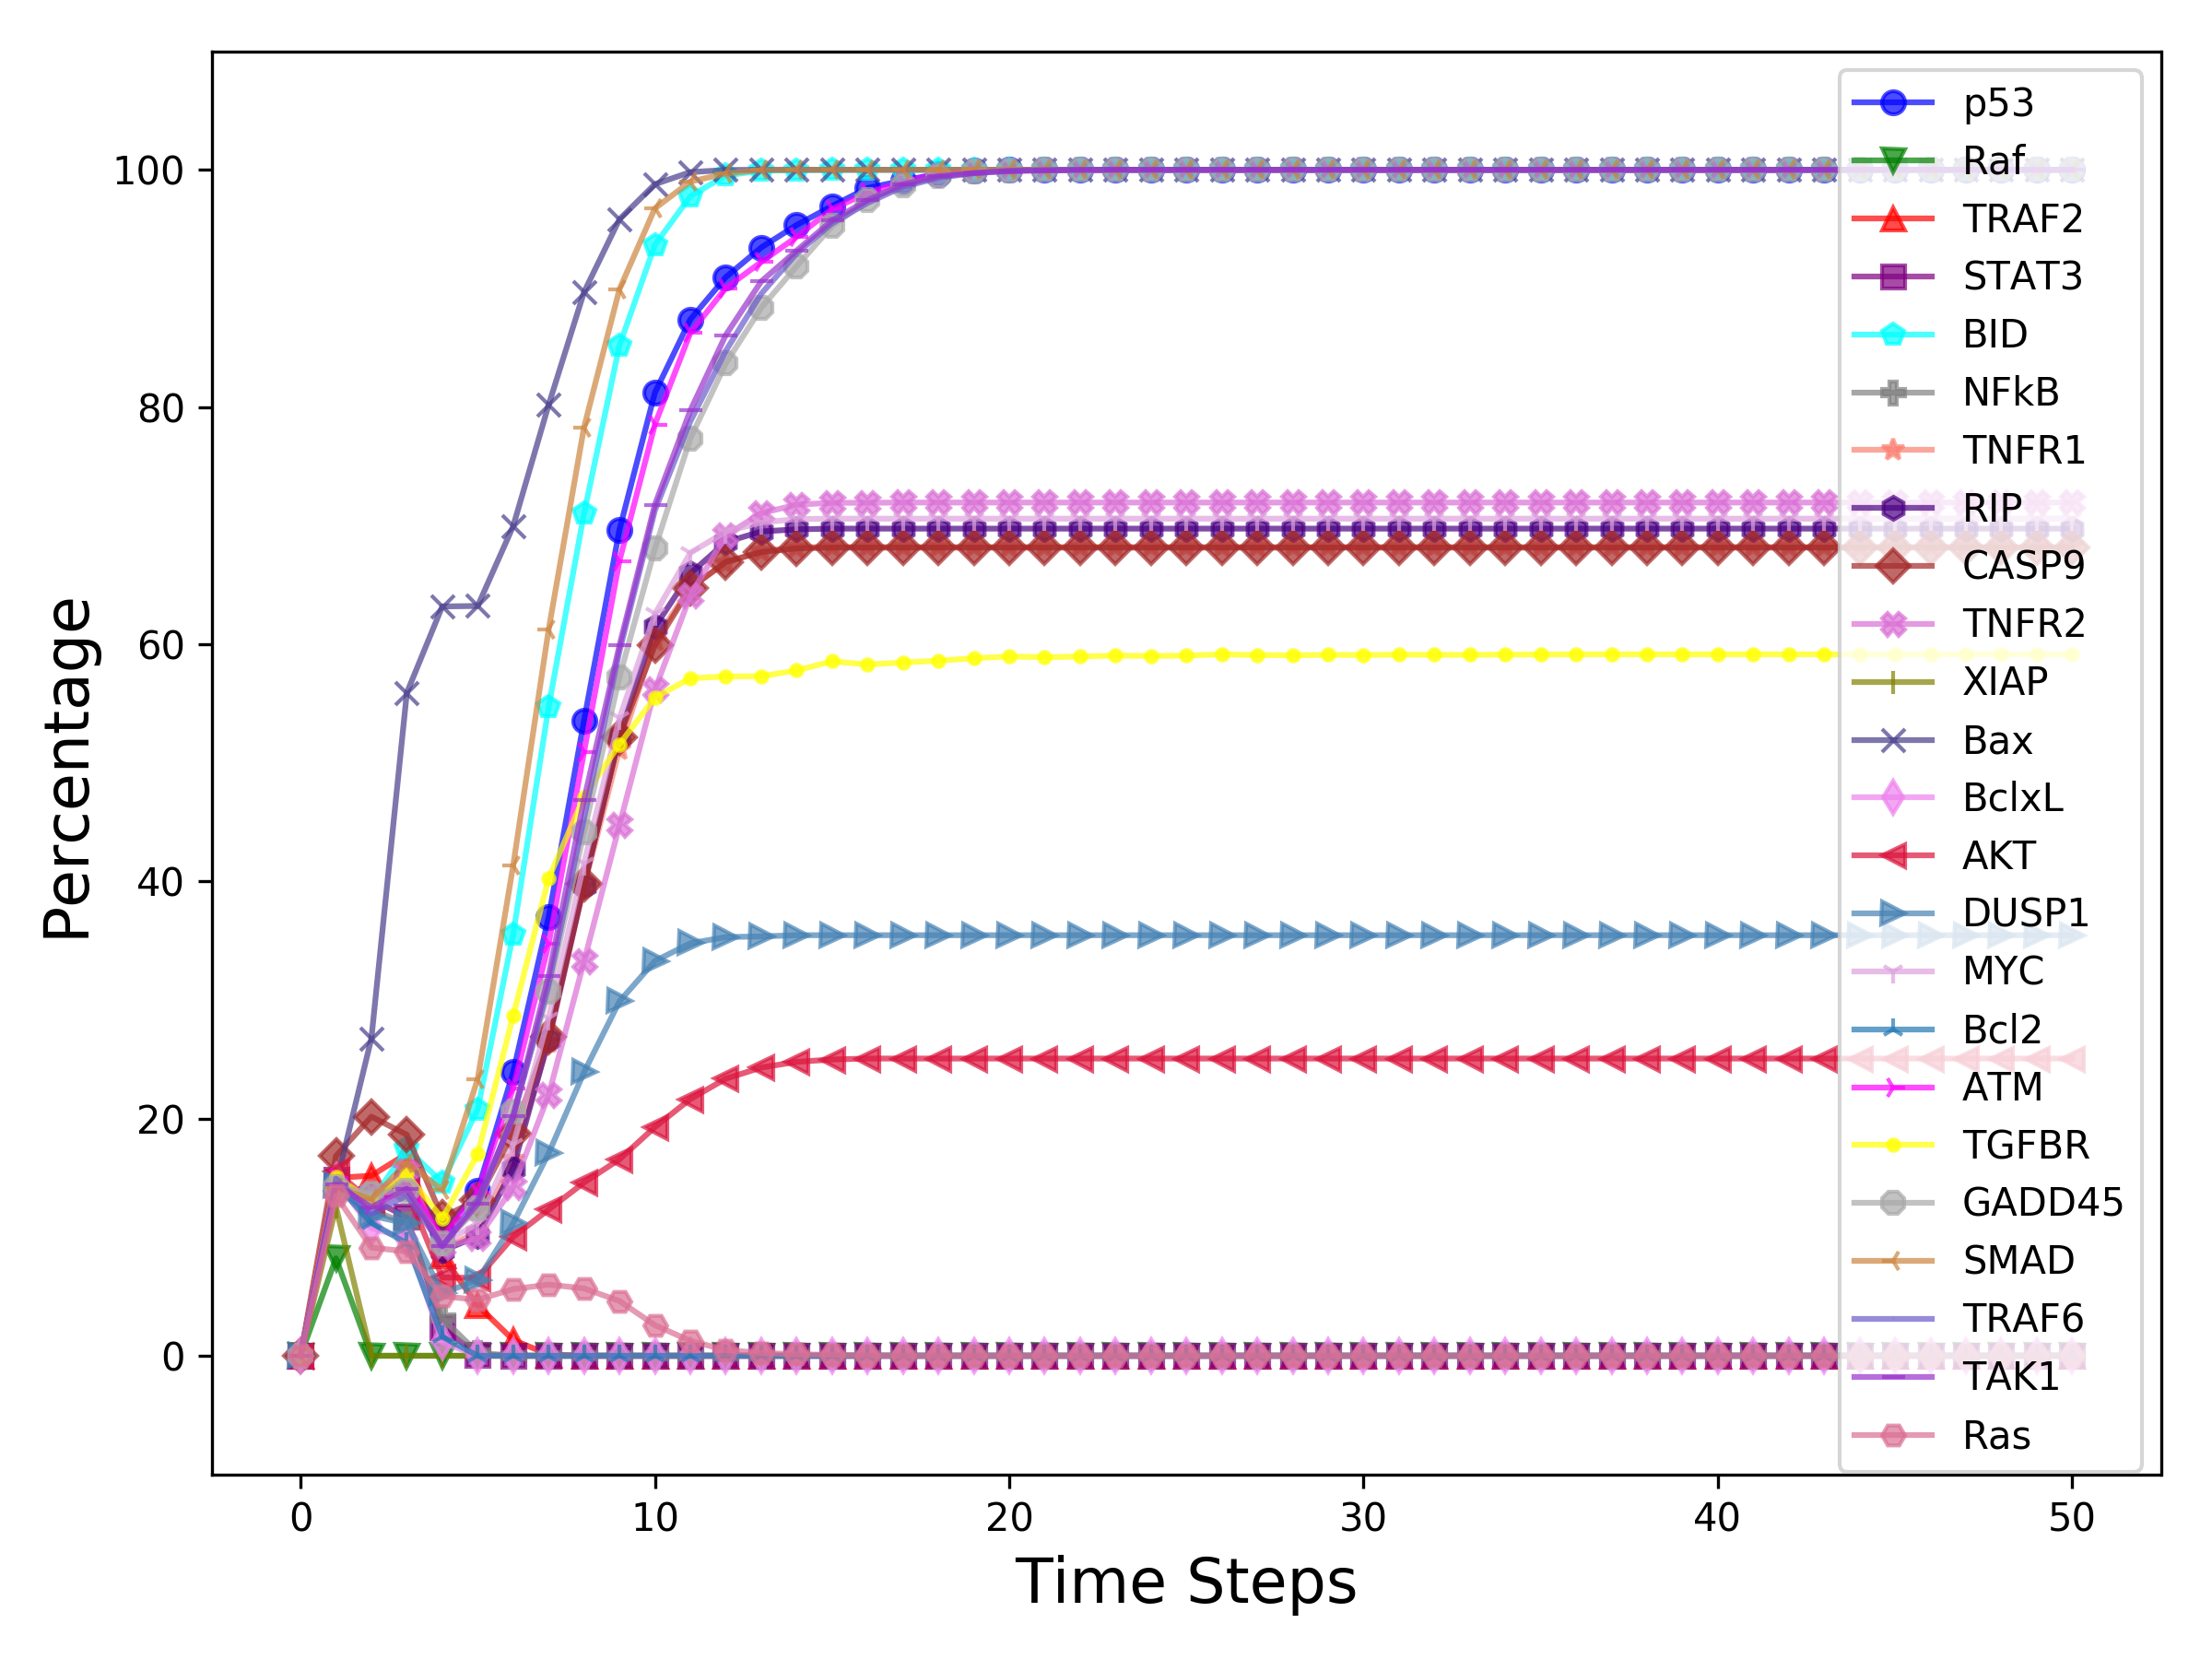 Percentage
100
80
60
40
20
0
0 10 20 30 40 50
Time Steps
p53
Raf
TRAF2
STAT3
BID
NFkB
TNFR1
RIP
CASP9
TNFR2
XIAP
Bax
BclxL
AKT
DUSP1
MYC
Bcl2
ATM
TGFBR
GADD45
SMAD
TRAF6
TAK1
Ras